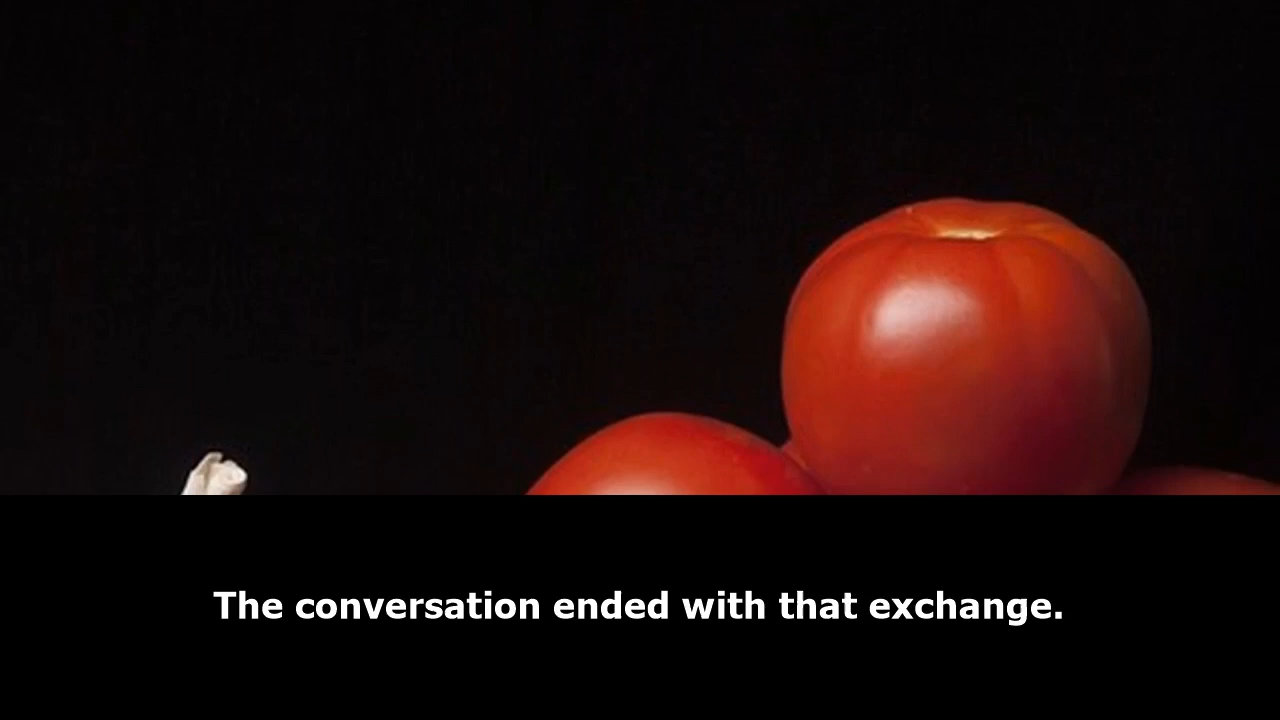 The conversation ended with that exchange.